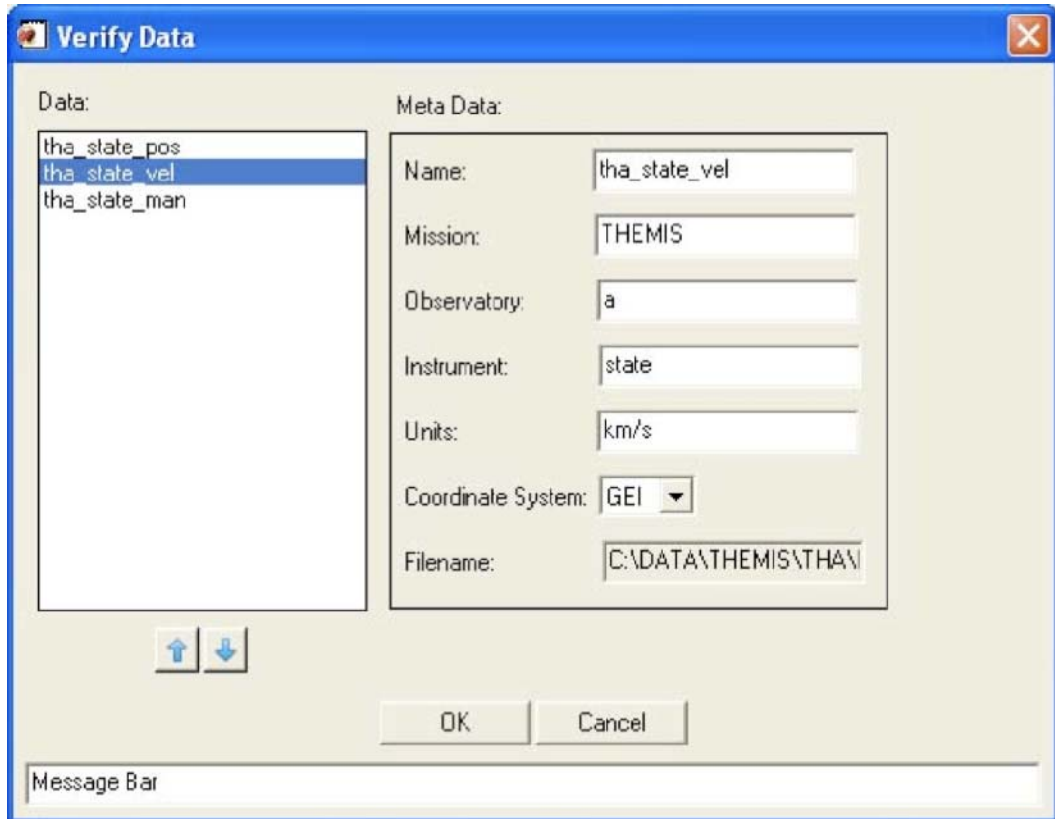 Verify Data
Data:
tha_state_pos
tha_state_vel
tha_state_man
Meta Data:
Name: tha_state_vel
Mission: THEMIS
Observatory: a
Instrument: state
Units: km/s
Coordinate System: GEI
Filename: C:\DATA\THEMIS\THA\
OK Cancel
Message Bar